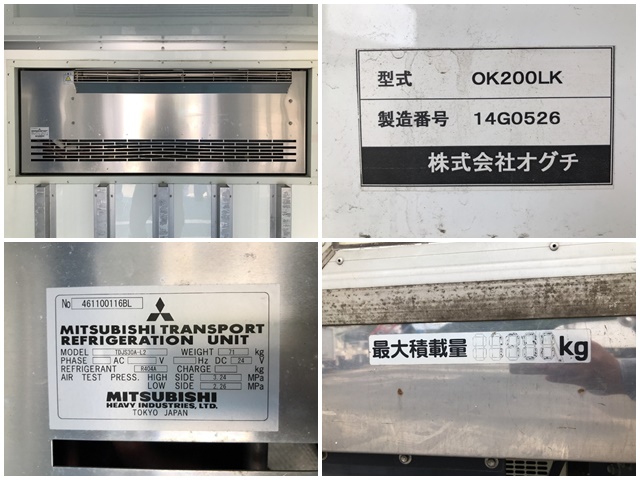 型式 OK200LK
製造番号 14G0526
株式会社オグチ
No 461100116BL
MITSUBISHI TRANSPORT
REFRIGERATION UNIT
MODEL TDJS30A-L2 WEIGHT 71 kg
PHASE AC V Hz DC 24 V
REFRIGERANT R404A CHARGE kg
AIR TEST PRESS. HIGH SIDE 3.24 MPa
LOW SIDE 2.26 MPa
MITSUBISHI
HEAVY INDUSTRIES, LTD.
TOKYO JAPAN
最大積載量 kg